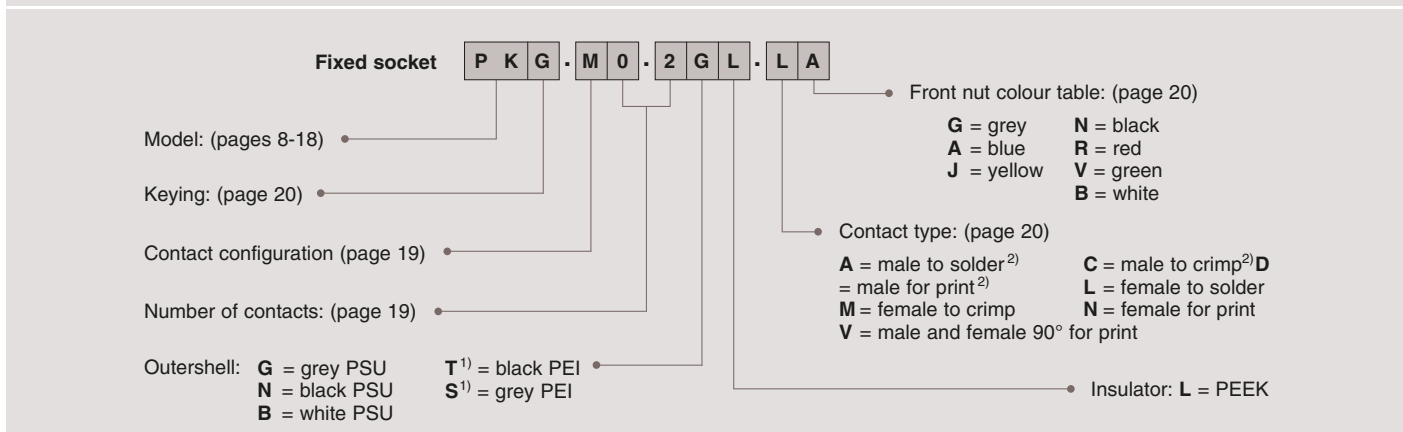 Fixed socket P K G . M 0 . 2 G L . L A
Front nut colour table: (page 20)
G = grey N = black
A = blue R = red
J = yellow V = green
B = white
Model: (pages 8-18)
Keying: (page 20)
Contact configuration (page 19)
Number of contacts: (page 19)
Contact type: (page 20)
A = male to solder 2) C = male to crimp2)D
= male for print 2) L = female to solder
M = female to crimp N = female for print
V = male and female 90° for print
Outershell: G = grey PSU T 1) = black PEI
N = black PSU S 1) = grey PEI
B = white PSU
Insulator: L = PEEK